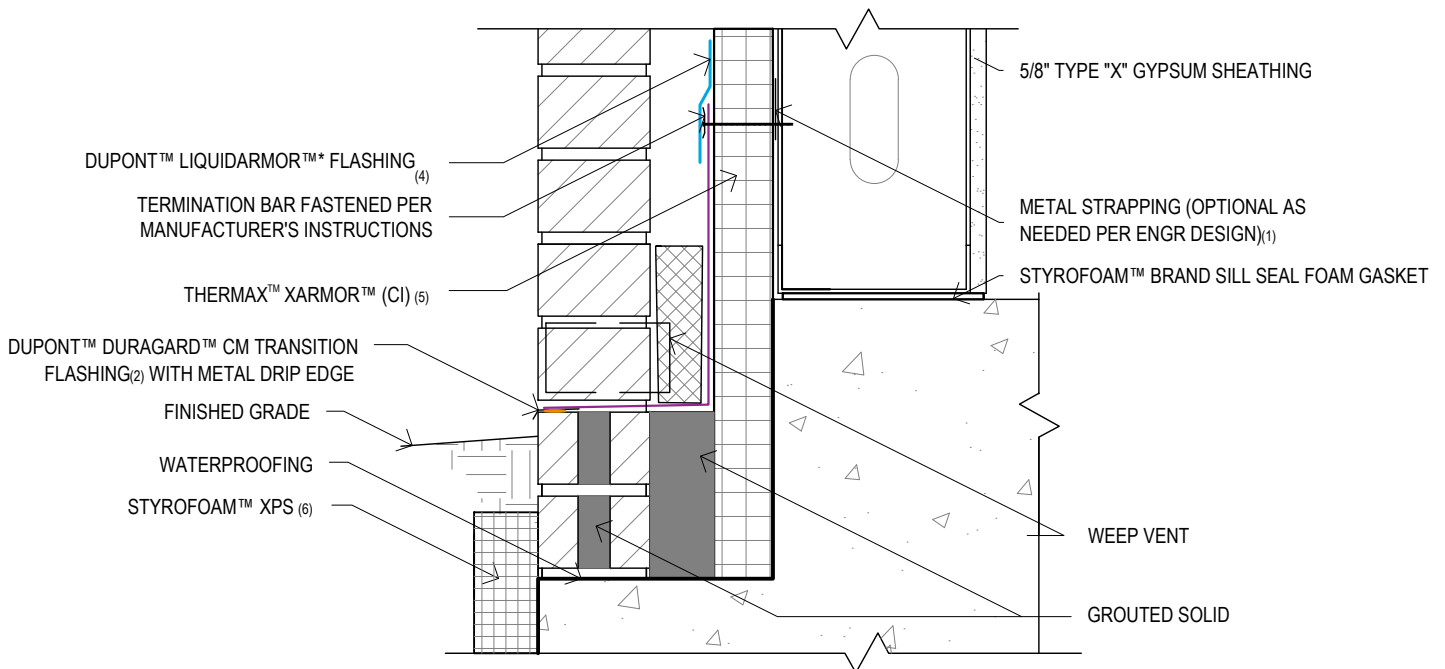 DUPONT™ LIQUIDARMOR™* FLASHING (4)
TERMINATION BAR FASTENED PER
MANUFACTURER'S INSTRUCTIONS
THERMAX™ XARMOR™ (CI) (5)
DUPONT™ DURAGARD™ CM TRANSITION
FLASHING(2) WITH METAL DRIP EDGE
FINISHED GRADE
WATERPROOFING
STYROFOAM™ XPS (6)
5/8" TYPE "X" GYPSUM SHEATHING
METAL STRAPPING (OPTIONAL AS
NEEDED PER ENGR DESIGN)(1)
STYROFOAM™ BRAND SILL SEAL FOAM GASKET
WEEP VENT
GROUTED SOLID